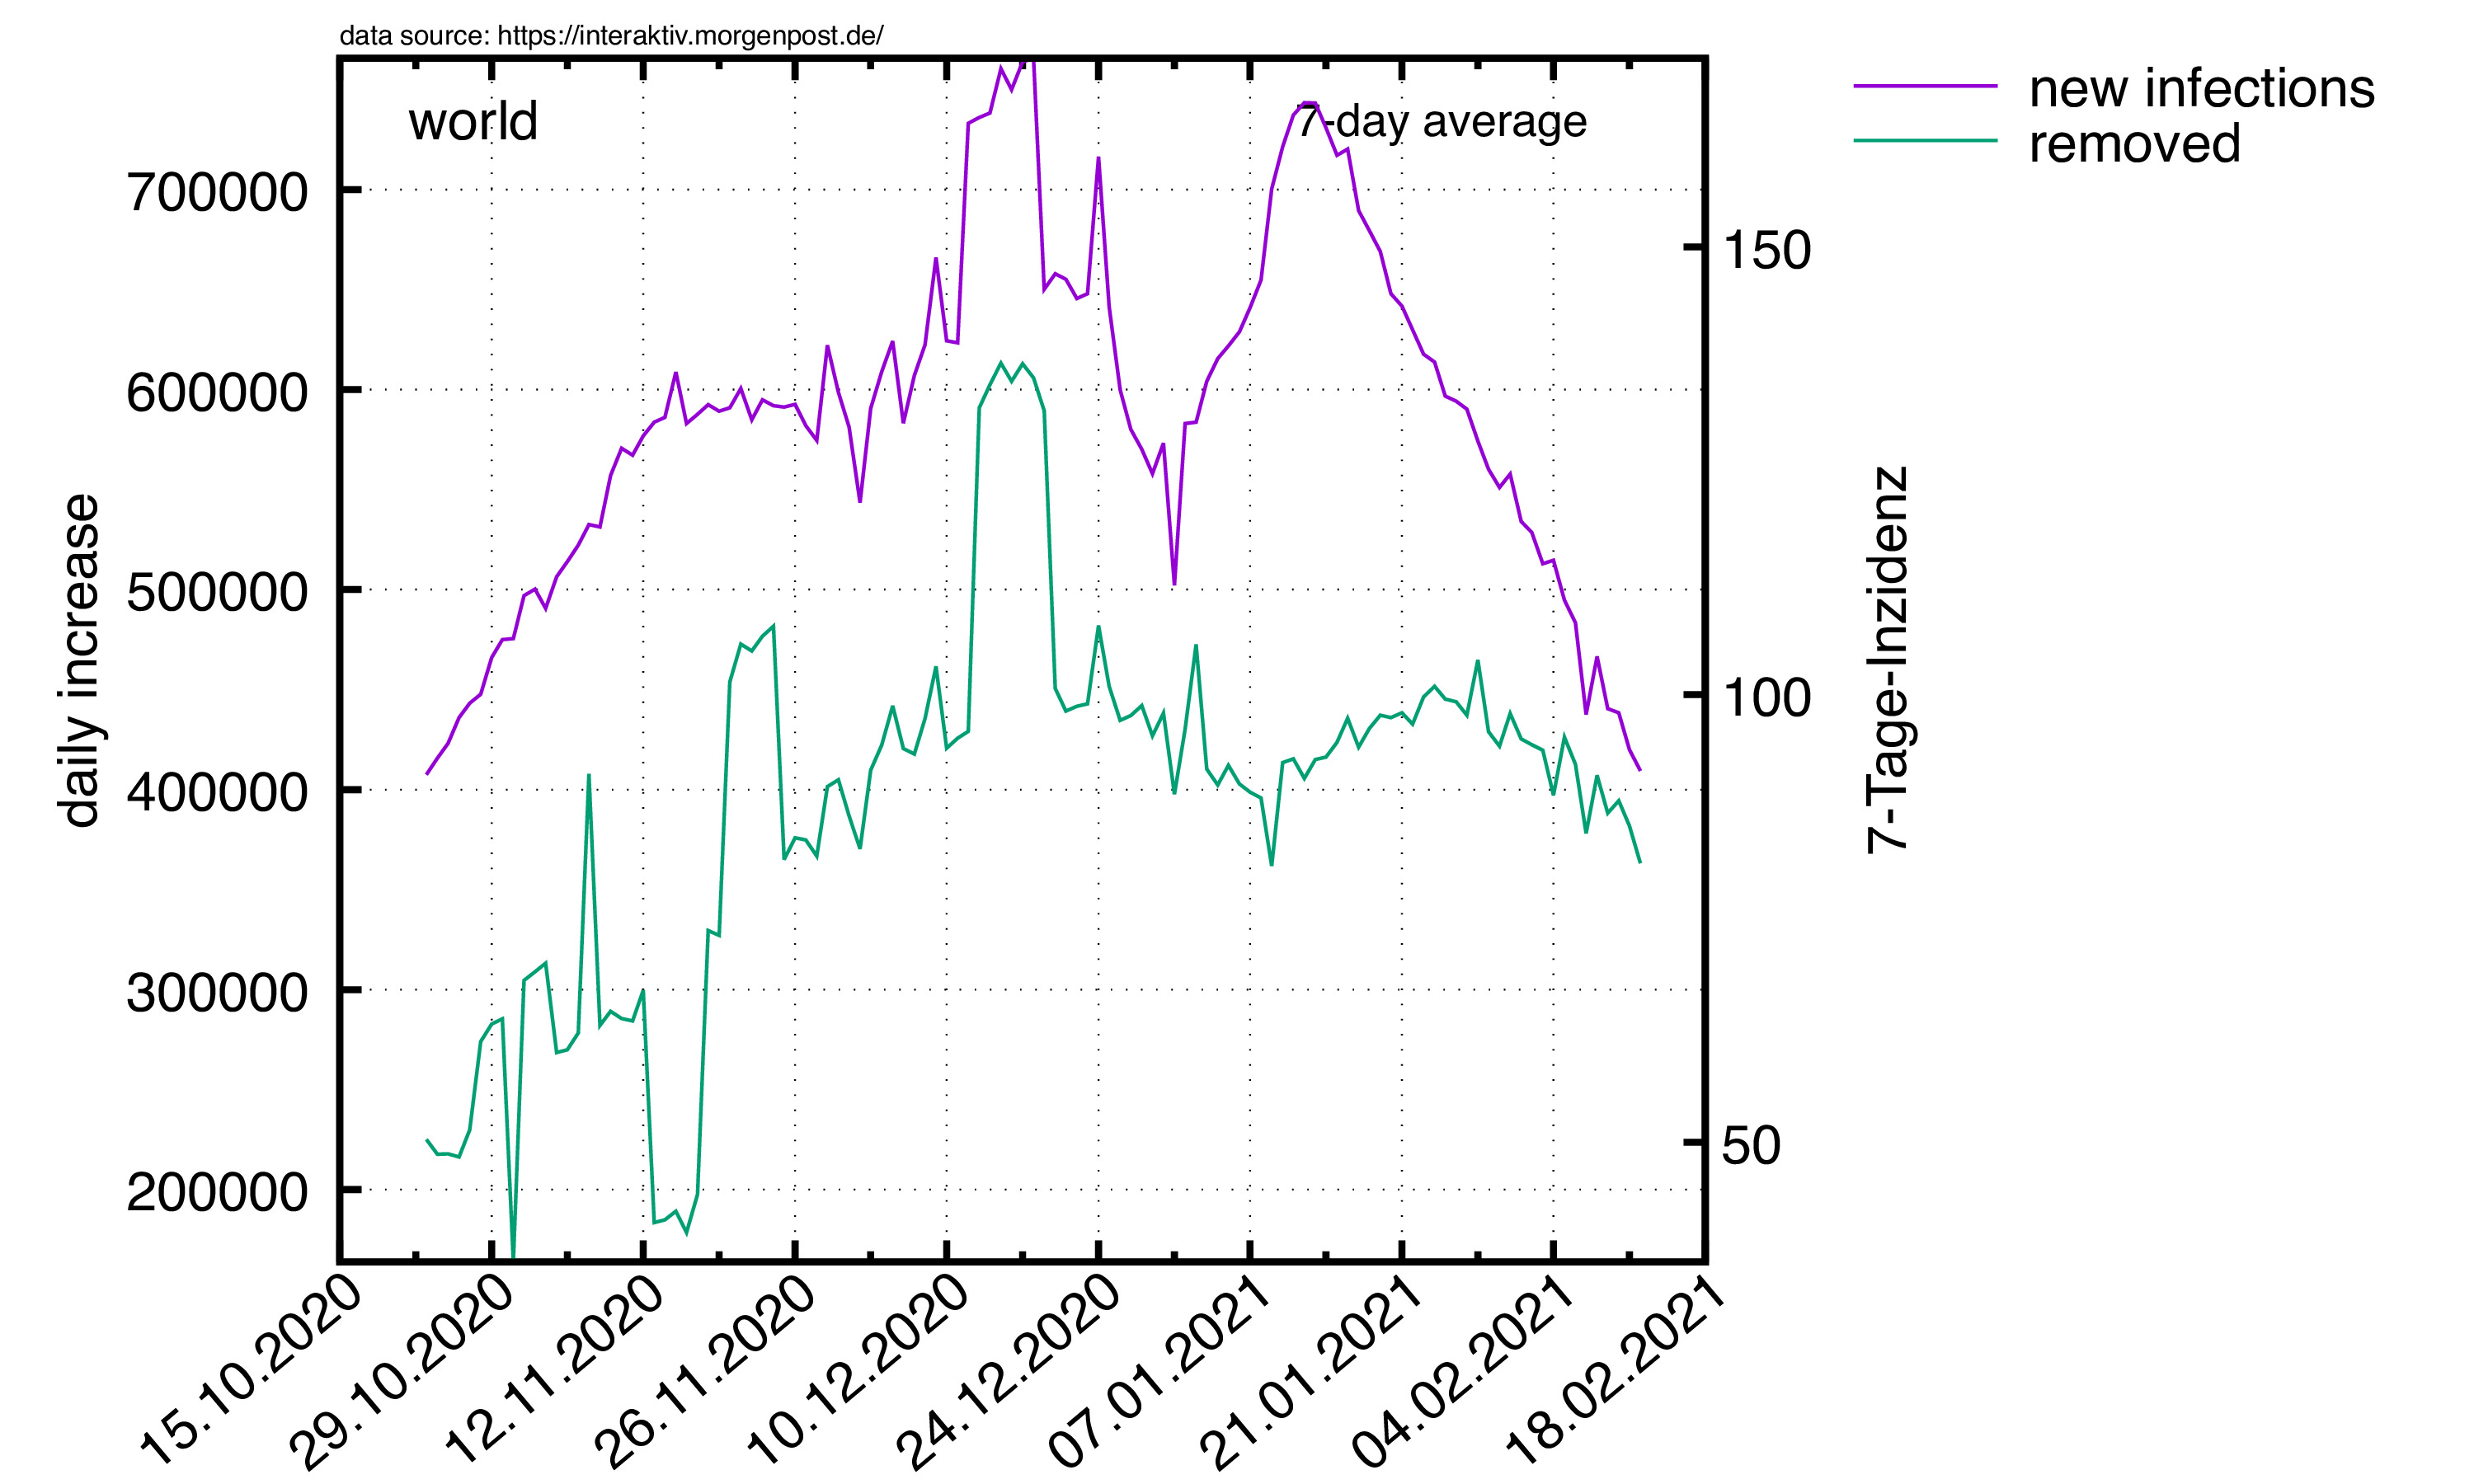 data source: https://interaktiv.morgenpost.de/
world
7-day average
new infections
removed
700000
600000
500000
400000
300000
200000
daily increase
150
100
50
7-Tage-Inzidenz
15.10.2020
29.10.2020
12.11.2020
26.11.2020
10.12.2020
24.12.2020
07.01.2021
21.01.2021
04.02.2021
18.02.2021